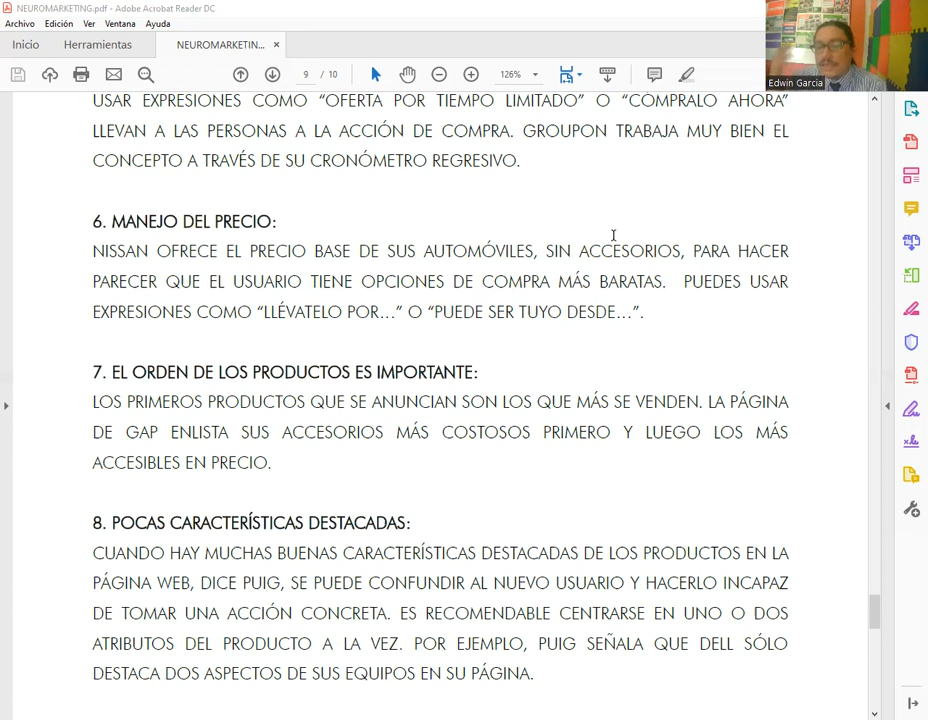 NEUROMARKETING.pdf - Adobe Acrobat Reader DC
Archivo Edición Ver Ventana Ayuda
Inicio Herramientas NEUROMARKETIN... ×
9 / 10 126%
Edwin Garcia
USAR EXPRESIONES COMO “OFERTA POR TIEMPO LIMITADO” O “CÓMPRALO AHORA”
LLEVAN A LAS PERSONAS A LA ACCIÓN DE COMPRA. GROUPON TRABAJA MUY BIEN EL
CONCEPTO A TRAVÉS DE SU CRONÓMETRO REGRESIVO.
6. MANEJO DEL PRECIO:
NISSAN OFRECE EL PRECIO BASE DE SUS AUTOMÓVILES, SIN ACCESORIOS, PARA HACER
PARECER QUE EL USUARIO TIENE OPCIONES DE COMPRA MÁS BARATAS. PUEDES USAR
EXPRESIONES COMO “LLÉVATELO POR…” O “PUEDE SER TUYO DESDE…”.
7. EL ORDEN DE LOS PRODUCTOS ES IMPORTANTE:
LOS PRIMEROS PRODUCTOS QUE SE ANUNCIAN SON LOS QUE MÁS SE VENDEN. LA PÁGINA
DE GAP ENLISTA SUS ACCESORIOS MÁS COSTOSOS PRIMERO Y LUEGO LOS MÁS
ACCESIBLES EN PRECIO.
8. POCAS CARACTERÍSTICAS DESTACADAS:
CUANDO HAY MUCHAS BUENAS CARACTERÍSTICAS DESTACADAS DE LOS PRODUCTOS EN LA
PÁGINA WEB, DICE PUIG, SE PUEDE CONFUNDIR AL NUEVO USUARIO Y HACERLO INCAPAZ
DE TOMAR UNA ACCIÓN CONCRETA. ES RECOMENDABLE CENTRARSE EN UNO O DOS
ATRIBUTOS DEL PRODUCTO A LA VEZ. POR EJEMPLO, PUIG SEÑALA QUE DELL SÓLO
DESTACA DOS ASPECTOS DE SUS EQUIPOS EN SU PÁGINA.